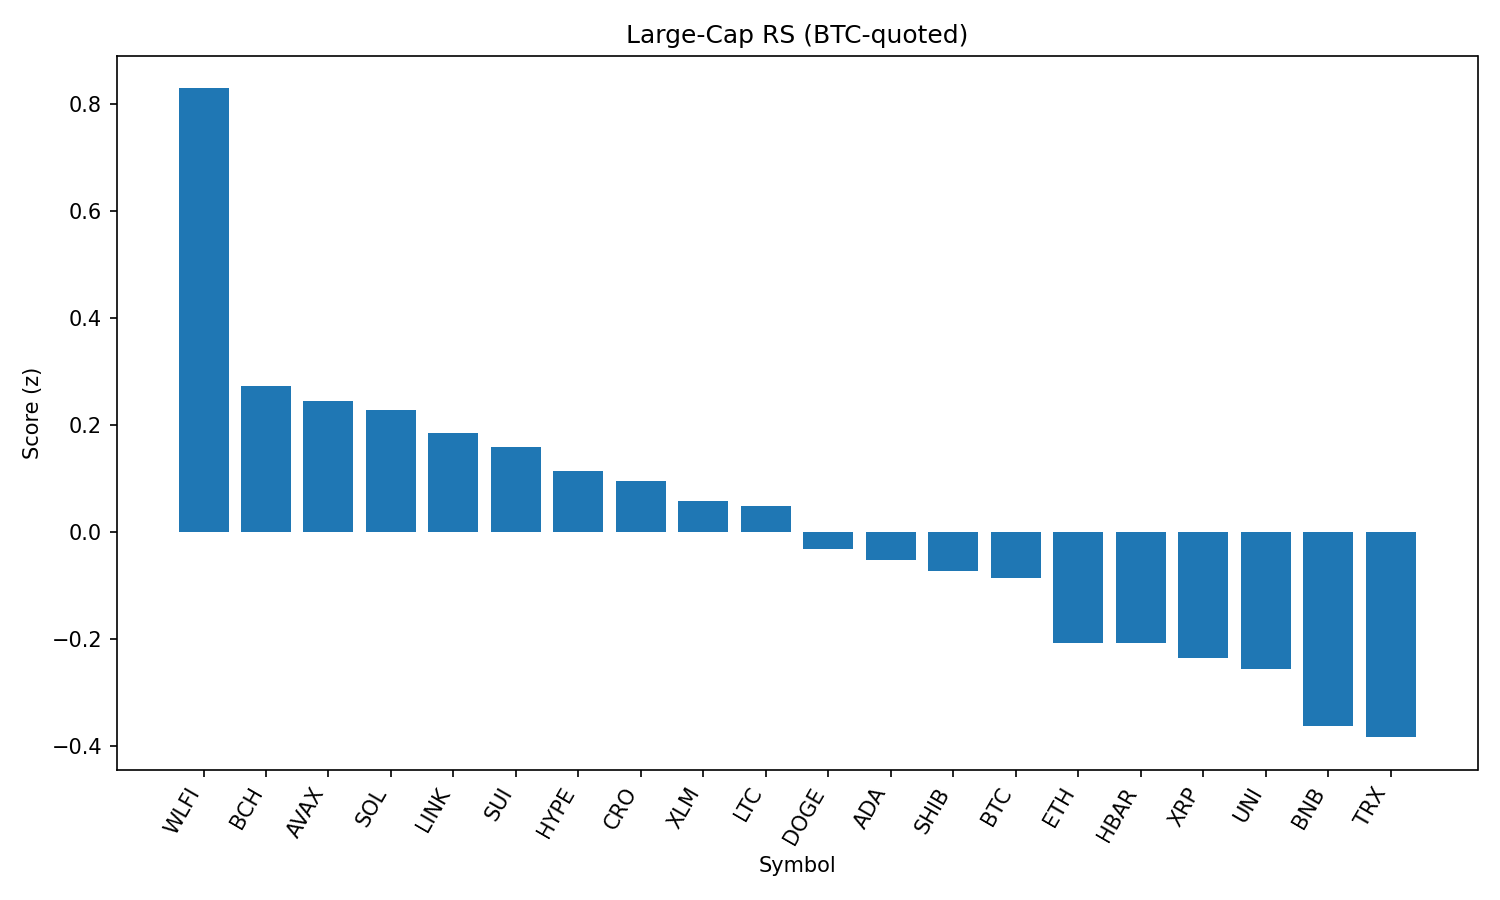 Large-Cap RS (BTC-quoted)
Score (z)
0.8
0.6
0.4
0.2
0.0
−0.2
−0.4
WLFI
BCH
AVAX
SOL
LINK
SUI
HYPE
CRO
XLM
LTC
DOGE
ADA
SHIB
BTC
ETH
HBAR
XRP
UNI
BNB
TRX
Symbol